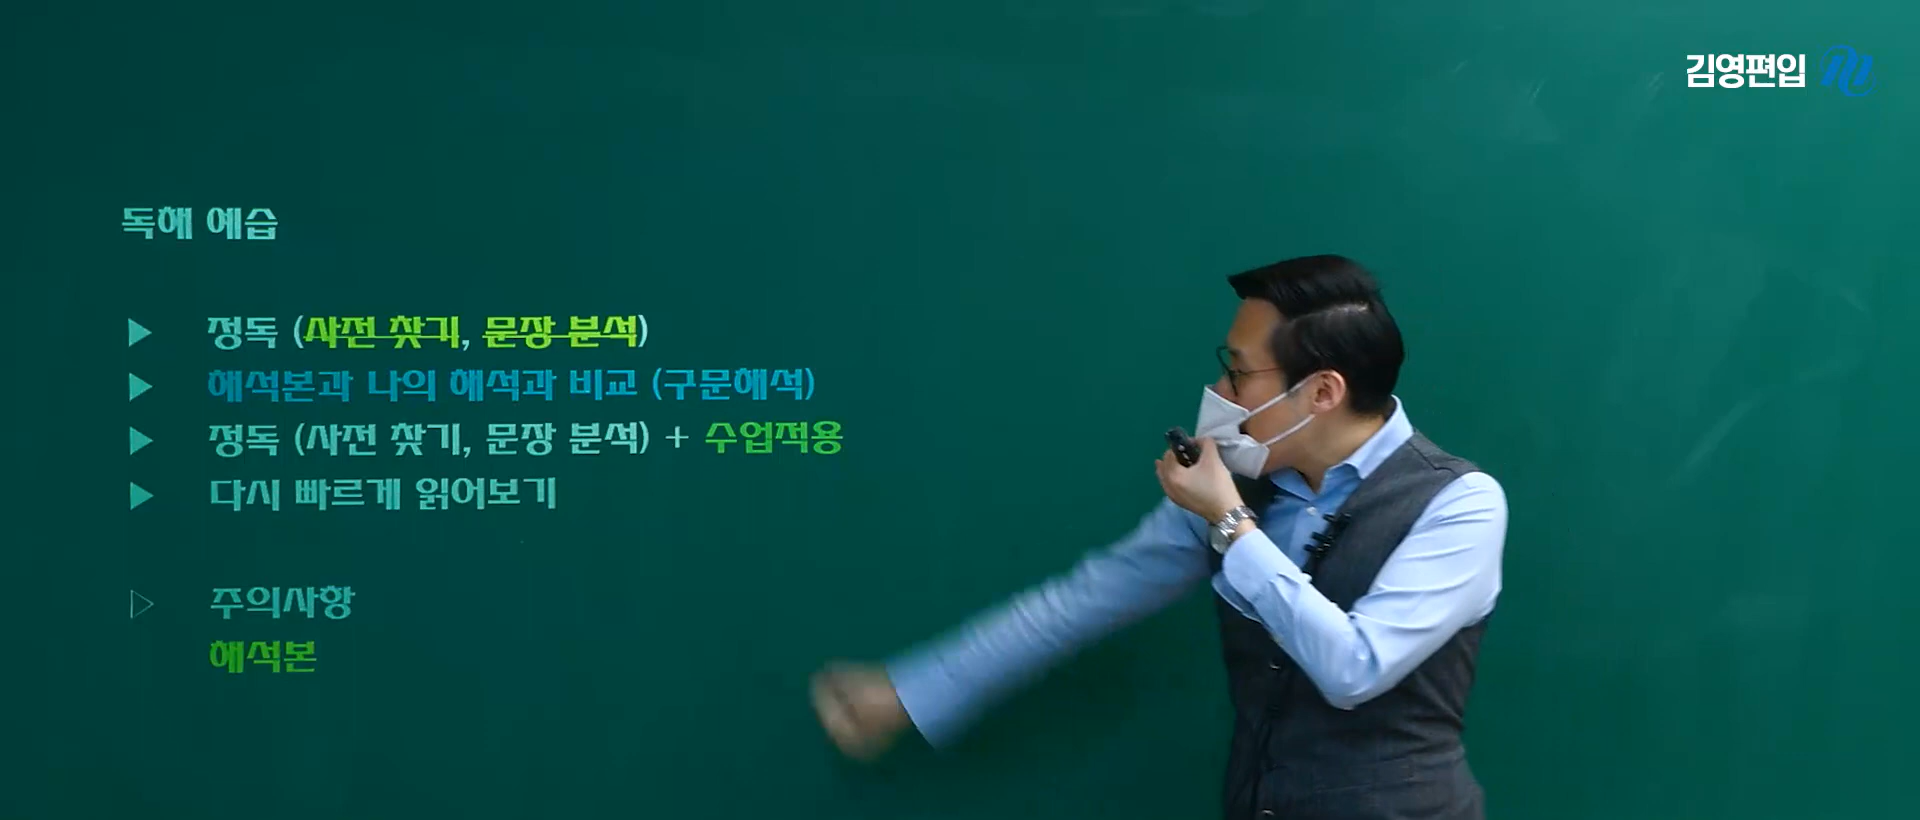 김영편입
독해 예습
▶ 정독 (사전 찾기, 문장 분석)
▶ 해석본과 나의 해석과 비교 (구문해석)
▶ 정독 (사전 찾기, 문장 분석) + 수업적용
▶ 다시 빠르게 읽어보기
▷ 주의사항
해석본